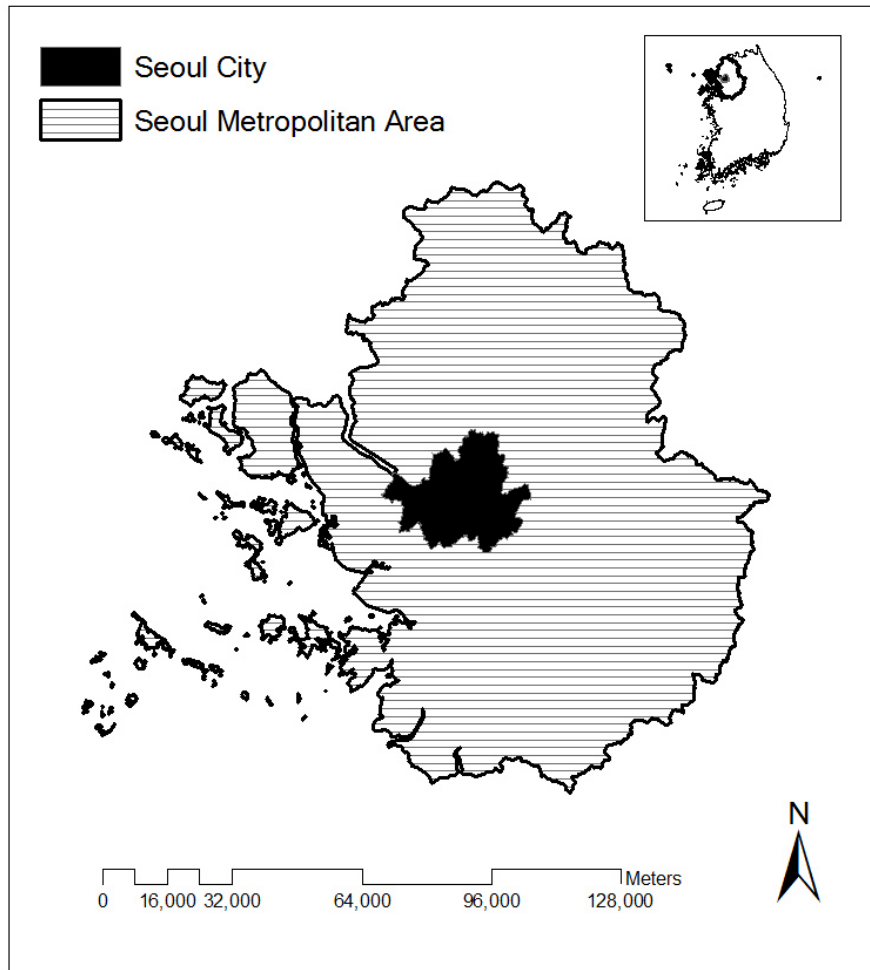 Seoul City
Seoul Metropolitan Area
N
Meters
0 16,000 32,000 64,000 96,000 128,000